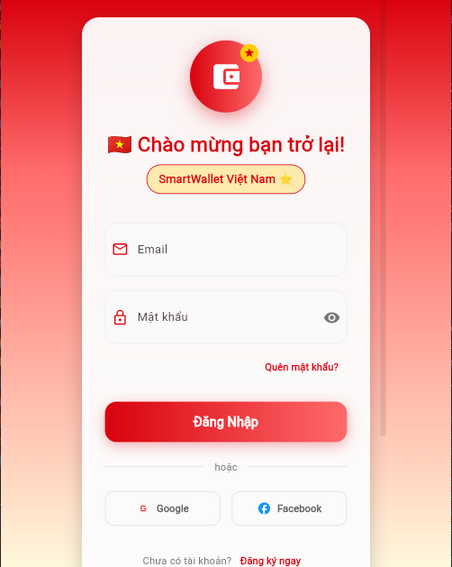 🇻🇳 Chào mừng bạn trở lại!
SmartWallet Việt Nam ⭐
Email
Mật khẩu
Quên mật khẩu?
Đăng Nhập
hoặc
G Google
Facebook
Chưa có tài khoản? Đăng ký ngay